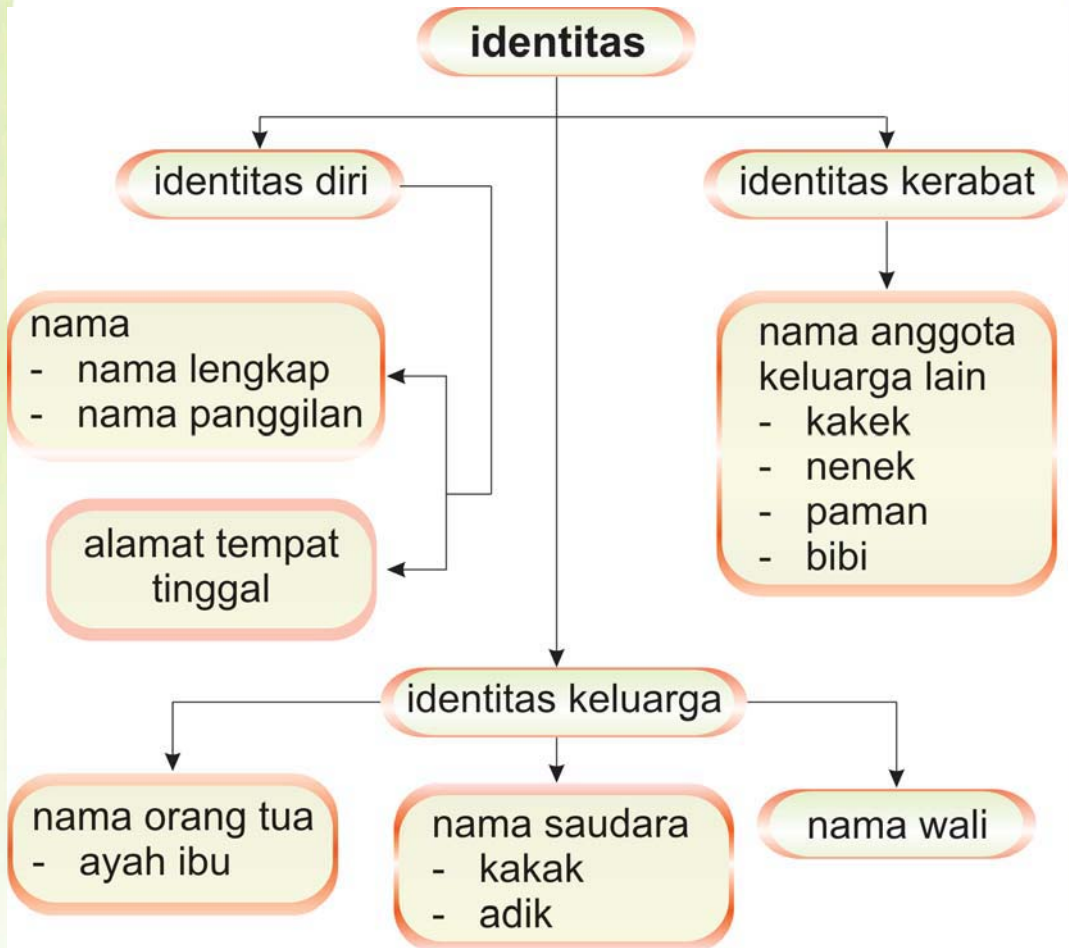 identitas
identitas diri
identitas kerabat
nama
- nama lengkap
- nama panggilan
alamat tempat
tinggal
nama anggota
keluarga lain
- kakek
- nenek
- paman
- bibi
identitas keluarga
nama orang tua
- ayah ibu
nama saudara
- kakak
- adik
nama wali